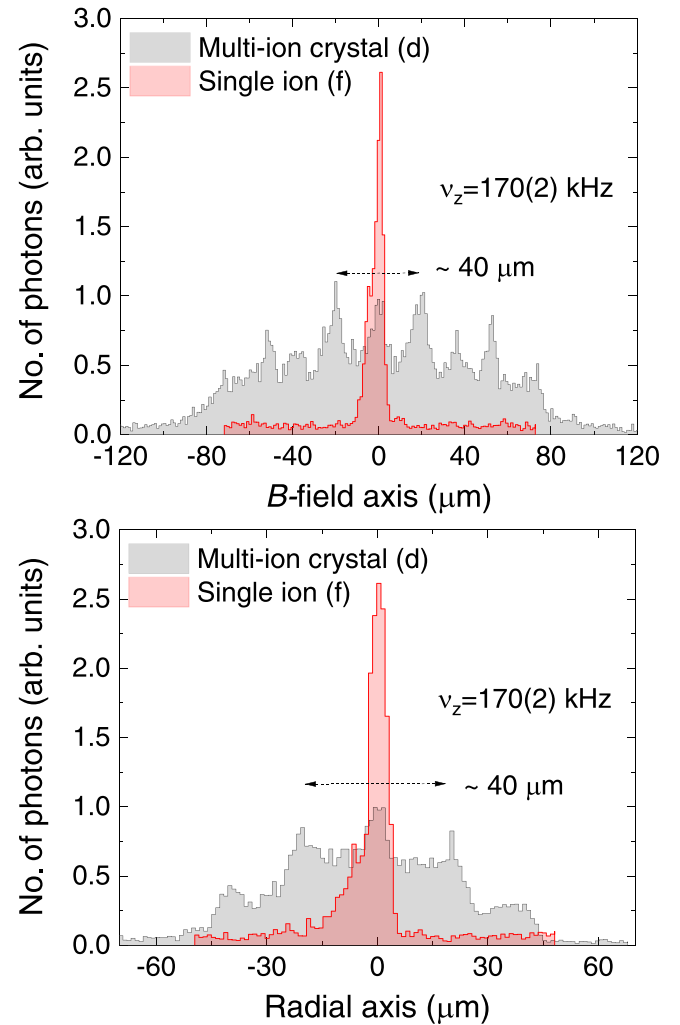 3.0
2.5
2.0
1.5
1.0
0.5
0.0
No. of photons (arb. units)
Multi-ion crystal (d)
Single ion (f)
νz=170(2) kHz
~ 40 μm
-120 -80 -40 0 40 80 120
B-field axis (μm)
3.0
2.5
2.0
1.5
1.0
0.5
0.0
No. of photons (arb. units)
Multi-ion crystal (d)
Single ion (f)
νz=170(2) kHz
~ 40 μm
-60 -30 0 30 60
Radial axis (μm)